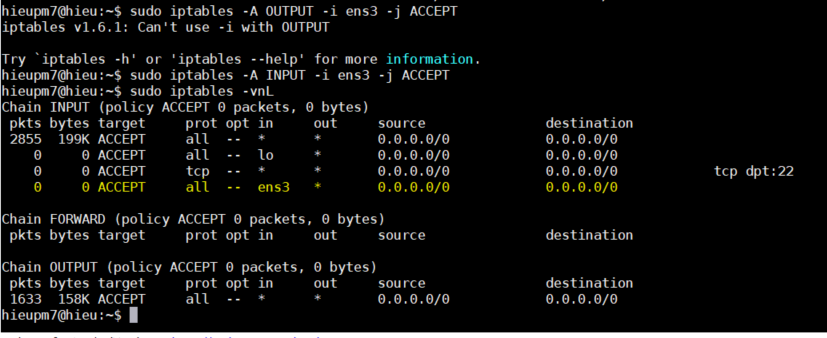 hieupm7@hieu:~$ sudo iptables -A OUTPUT -i ens3 -j ACCEPT
iptables v1.6.1: Can't use -i with OUTPUT

Try `iptables -h' or 'iptables --help' for more information.
hieupm7@hieu:~$ sudo iptables -A INPUT -i ens3 -j ACCEPT
hieupm7@hieu:~$ sudo iptables -vnL
Chain INPUT (policy ACCEPT 0 packets, 0 bytes)
 pkts bytes target     prot opt in     out     source               destination
 2855  199K ACCEPT     all  --  *      *       0.0.0.0/0            0.0.0.0/0
    0     0 ACCEPT     all  --  lo     *       0.0.0.0/0            0.0.0.0/0
    0     0 ACCEPT     tcp  --  *      *       0.0.0.0/0            0.0.0.0/0            tcp dpt:22
    0     0 ACCEPT     all  --  ens3   *       0.0.0.0/0            0.0.0.0/0

Chain FORWARD (policy ACCEPT 0 packets, 0 bytes)
 pkts bytes target     prot opt in     out     source               destination

Chain OUTPUT (policy ACCEPT 0 packets, 0 bytes)
 pkts bytes target     prot opt in     out     source               destination
 1633  158K ACCEPT     all  --  *      *       0.0.0.0/0            0.0.0.0/0
hieupm7@hieu:~$